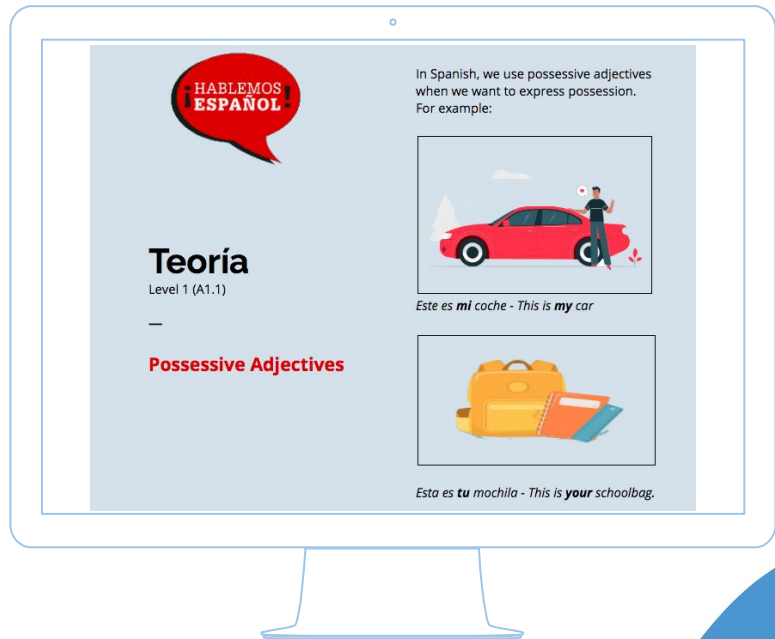 ¡HABLEMOS
ESPAÑOL!
Teoría
Level 1 (A1.1)
—
Possessive Adjectives
In Spanish, we use possessive adjectives
when we want to express possession.
For example:
Este es mi coche - This is my car
Esta es tu mochila - This is your schoolbag.